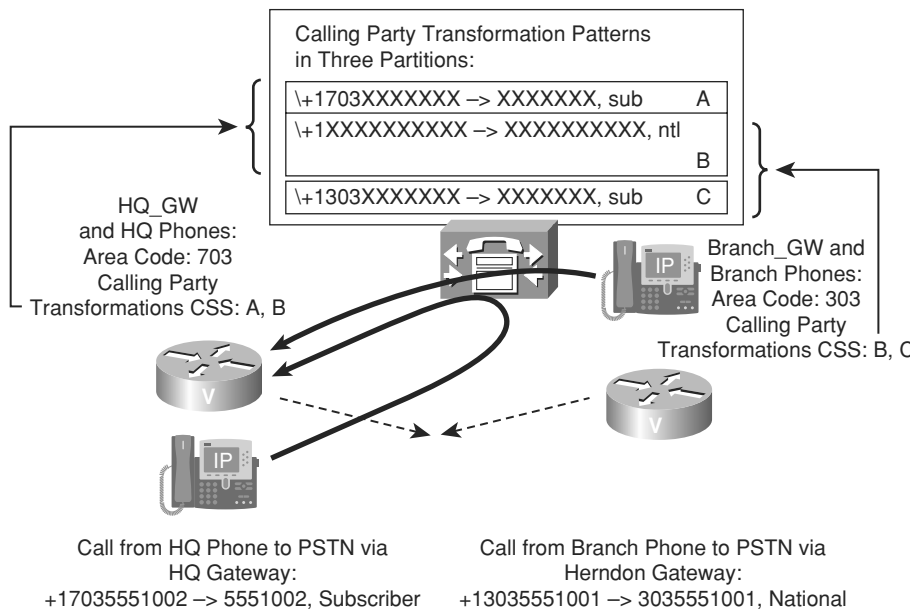 Calling Party Transformation Patterns
in Three Partitions:
\+1703XXXXXXX –> XXXXXXX, sub A
\+1XXXXXXXXXX –> XXXXXXXXXX, ntl
B
\+1303XXXXXXX –> XXXXXXX, sub C
HQ_GW
and HQ Phones:
Area Code: 703
Calling Party
Transformations CSS: A, B
IP
Branch_GW and
Branch Phones:
Area Code: 303
Calling Party
Transformations CSS: B, C
V
V
IP
Call from HQ Phone to PSTN via
HQ Gateway:
+17035551002 –> 5551002, Subscriber
Call from Branch Phone to PSTN via
Herndon Gateway:
+13035551001 –> 3035551001, National